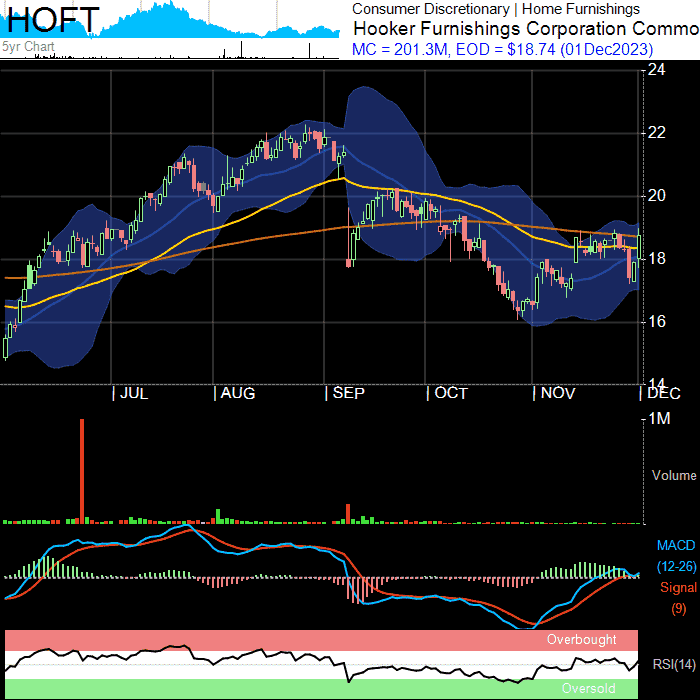 HOFT
5yr Chart
Consumer Discretionary | Home Furnishings
Hooker Furnishings Corporation Commo
MC = 201.3M, EOD = $18.74 (01Dec2023)
24
22
20
18
16
14
| JUL | AUG | SEP | OCT | NOV | DEC
1M
Volume
MACD
(12-26)
Signal
(9)
Overbought
RSI(14)
Oversold